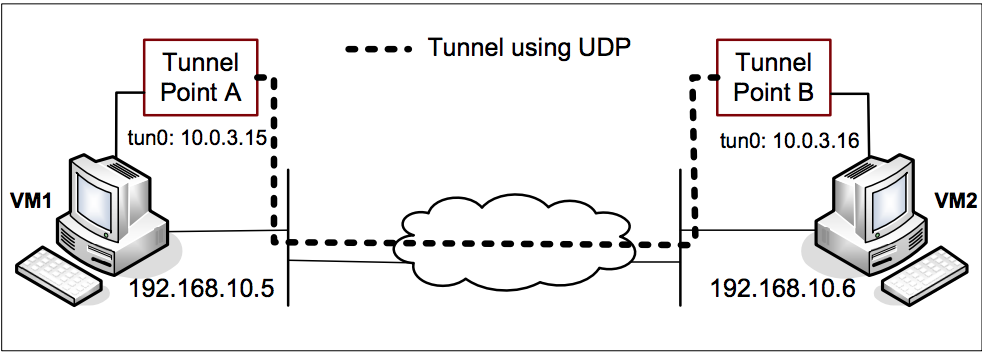 Tunnel using UDP
Tunnel
Point A
Tunnel
Point B
tun0: 10.0.3.15
tun0: 10.0.3.16
VM1
VM2
192.168.10.5
192.168.10.6